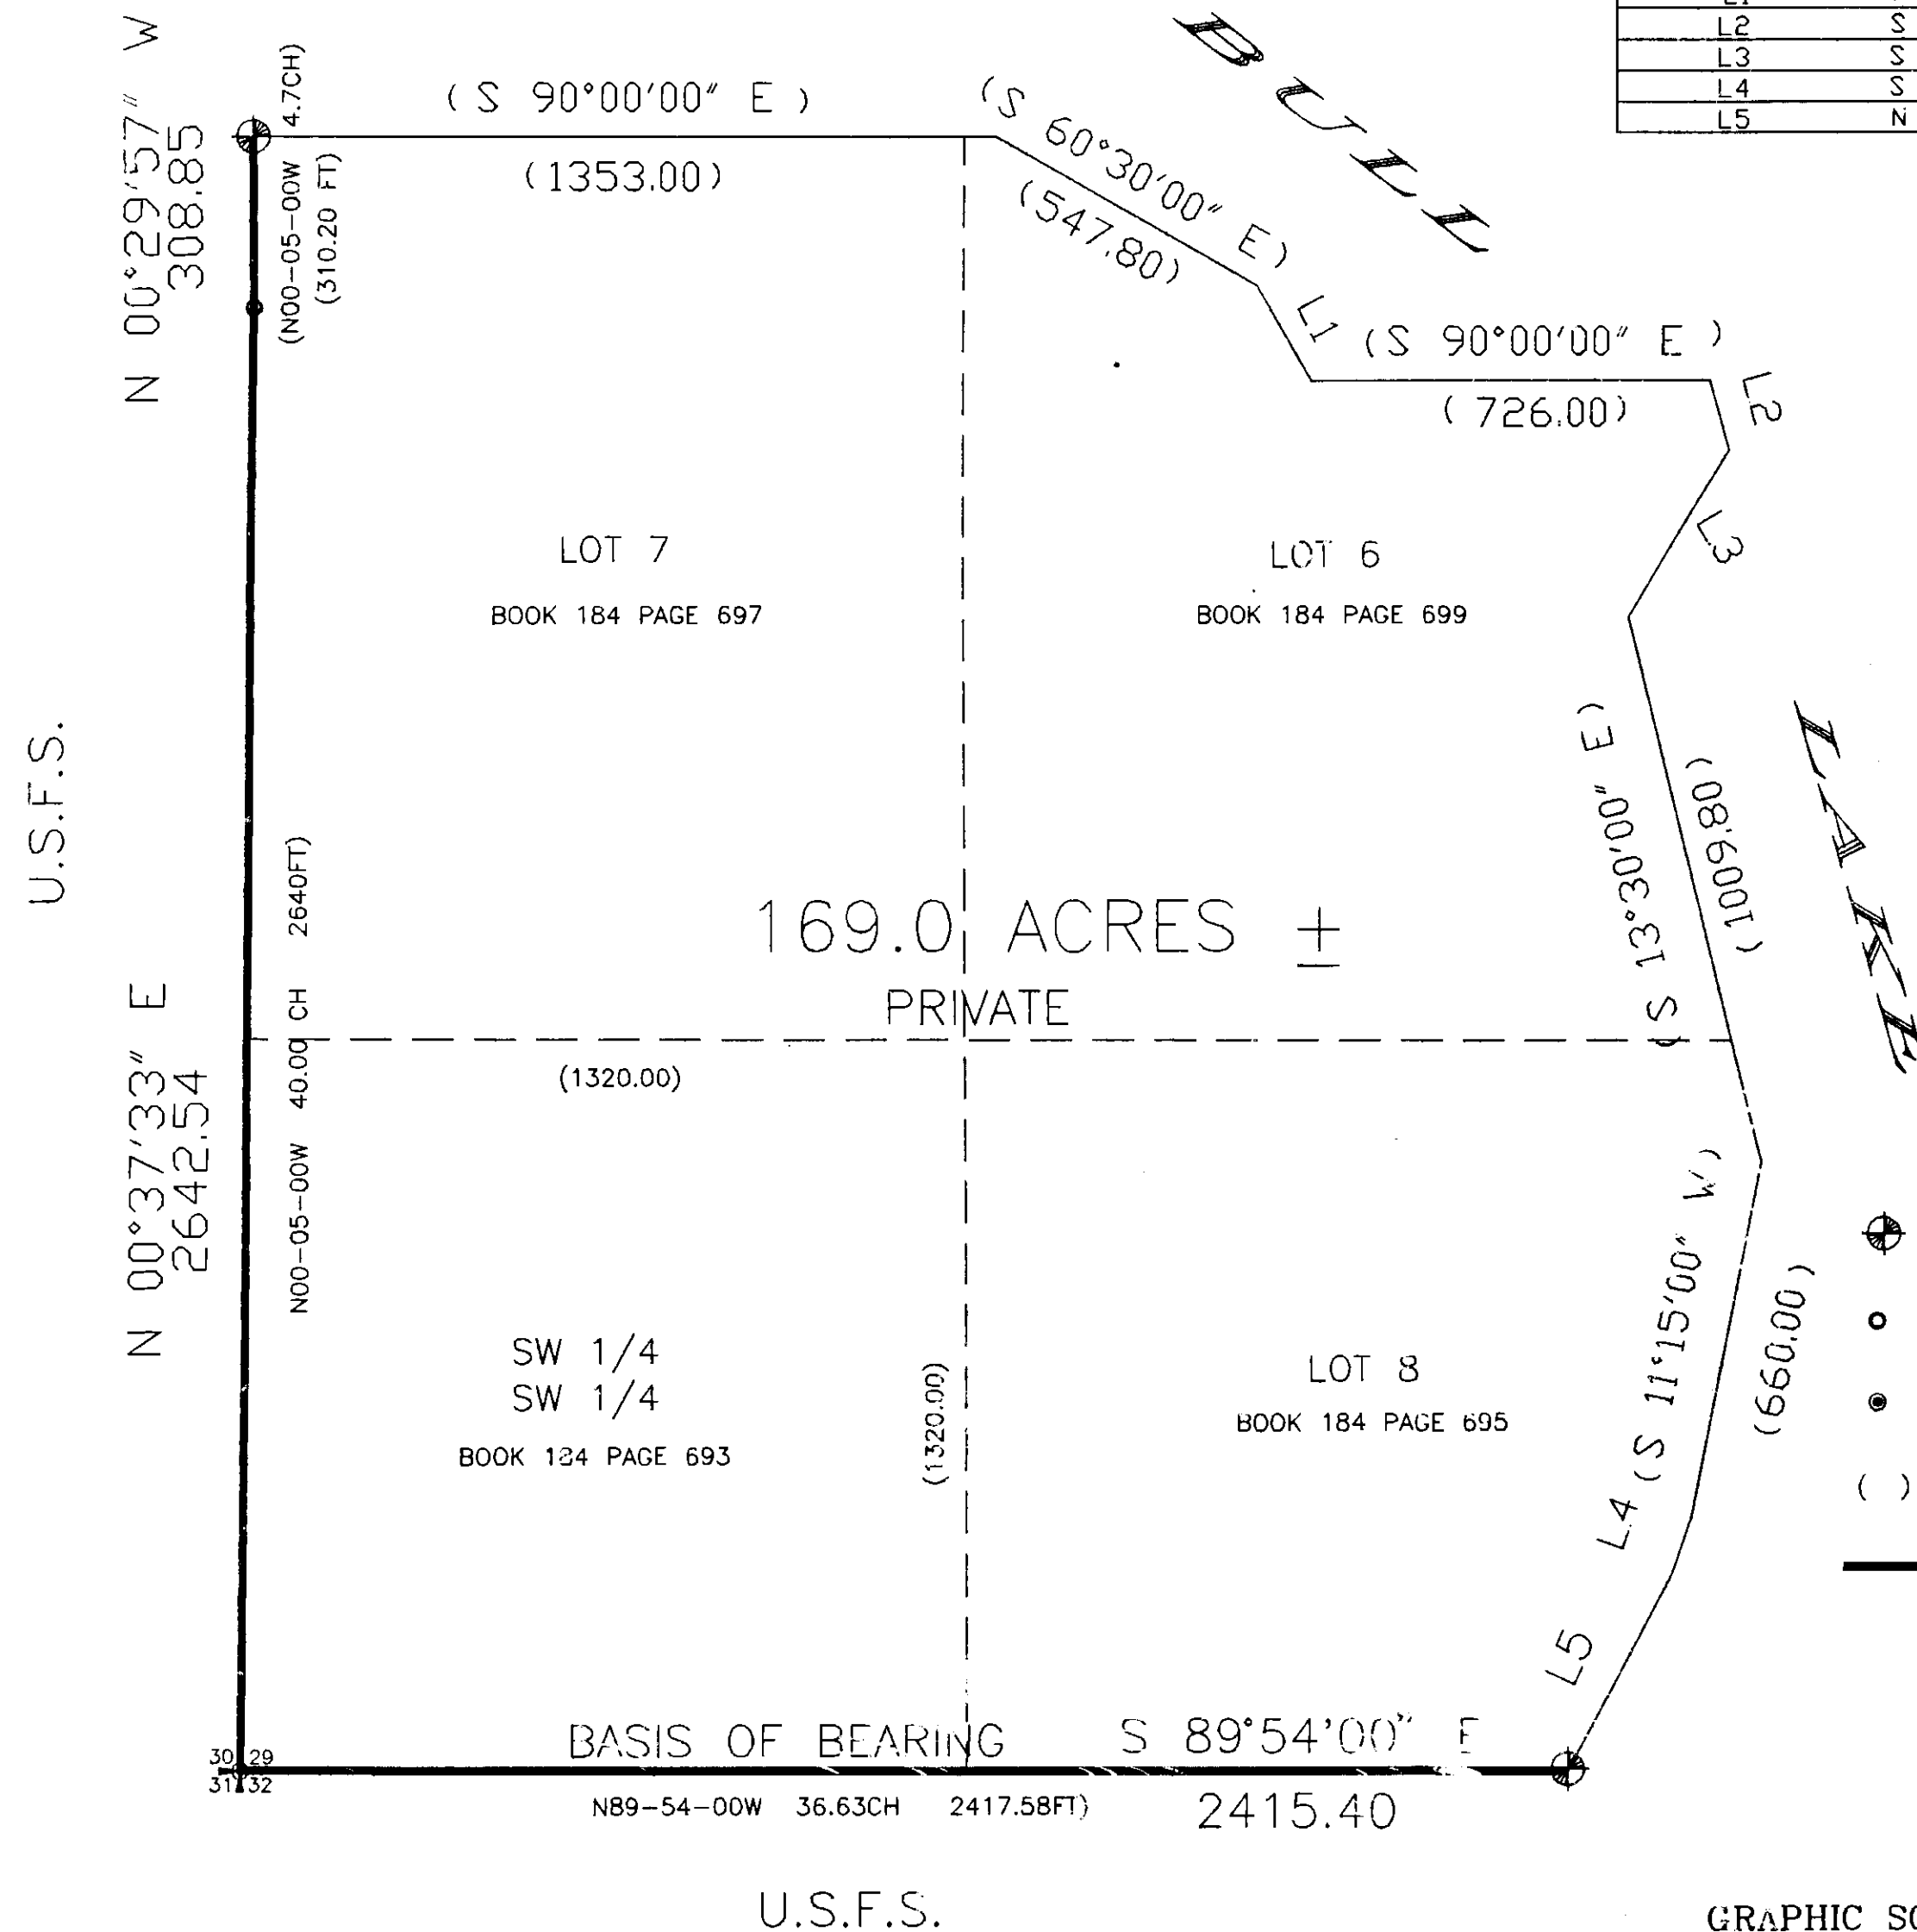 L1
L2 S
L3 S
L4 S
L5 N
BULL
N 00°29'57" W
308.85
4.7CH)
(N00-05-00W
(310.20 FT)
( S 90°00'00" E )
(1353.00)
(S 60°30'00" E)
(547.80)
L1
(S 90°00'00" E )
( 726.00)
L2
L3
LOT 7
BOOK 184 PAGE 697
LOT 6
BOOK 184 PAGE 699
U.S.F.S.
LAKE
( S 13°30'00" E)
(1009.80)
169.0 ACRES ±
PRIVATE
N 00°37'33" E
2642.54
N00-05-00W 40.00 CH 2640FT)
(1320.00)
SW 1/4
SW 1/4
BOOK 184 PAGE 693
(1320.00)
LOT 8
BOOK 184 PAGE 695
L4 (S 11°15'00" W)
(660.00)
( )
L5
30 29
31 32
BASIS OF BEARING S 89°54'00" E
N89-54-00W 36.63CH 2417.58FT)
2415.40
U.S.F.S.
GRAPHIC